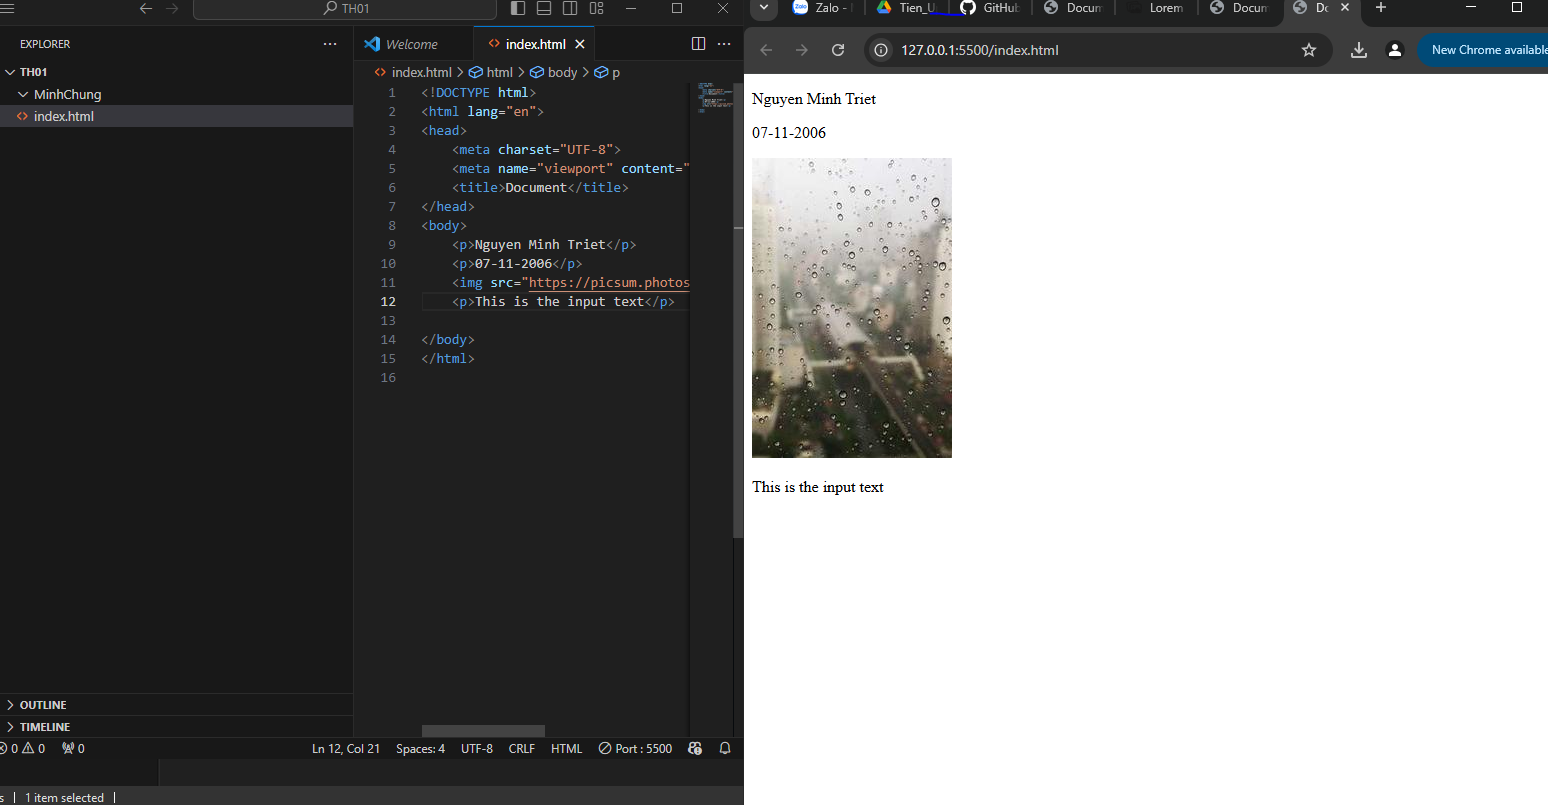 TH01
EXPLORER
TH01
MinhChung
index.html
OUTLINE
TIMELINE
Welcome
index.html
index.html > html > body > p
1 <!DOCTYPE html>
2 <html lang="en">
3 <head>
4 <meta charset="UTF-8">
5 <meta name="viewport" content="
6 <title>Document</title>
7 </head>
8 <body>
9 <p>Nguyen Minh Triet</p>
10 <p>07-11-2006</p>
11 <img src="https://picsum.photos
12 <p>This is the input text</p>
13
14 </body>
15 </html>
16
0 0 0 Ln 12, Col 21 Spaces: 4 UTF-8 CRLF HTML Port : 5500
s | 1 item selected |
Zalo - Tien_U GitHub Docum Lorem Docum Do
127.0.0.1:5500/index.html
New Chrome available
Nguyen Minh Triet
07-11-2006
This is the input text